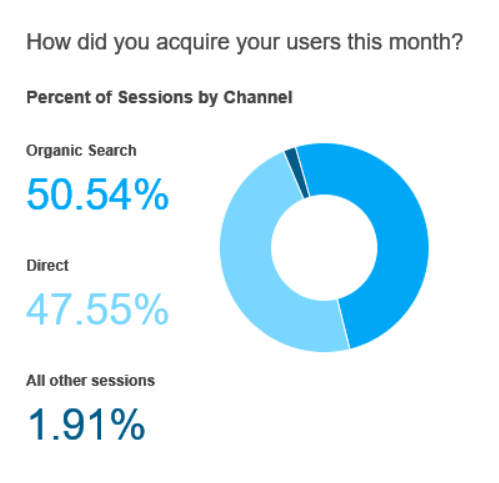 How did you acquire your users this month?
Percent of Sessions by Channel
Organic Search
50.54%
Direct
47.55%
All other sessions
1.91%